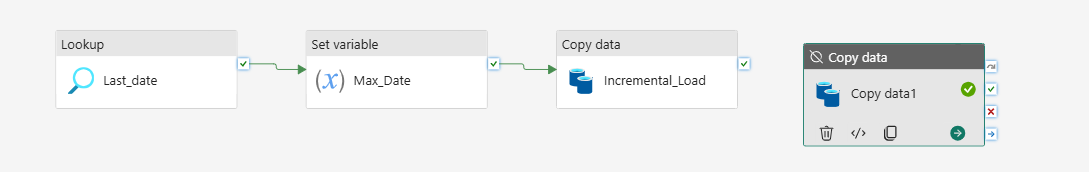 Lookup
Last_date
Set variable
(x) Max_Date
Copy data
Incremental_Load
Copy data
Copy data1